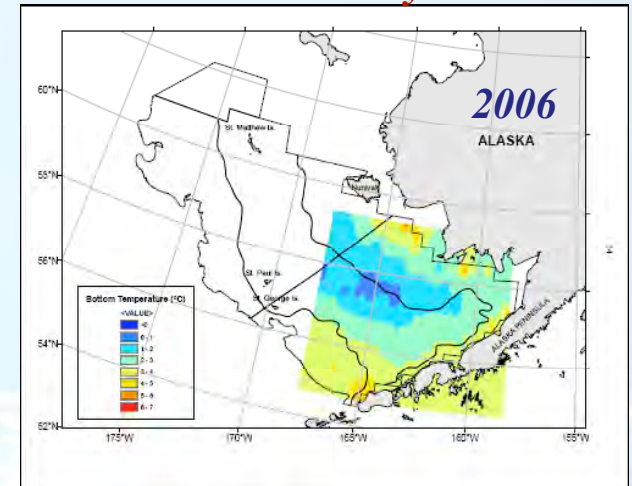 y
2006
ALASKA
60°N
St. Matthew Is.
58°N
Nunivak
56°N
St. Paul Is.
St. George Is.
Bottom Temperature (ºC)
<VALUE>
<0
0 - 1
1 - 2
2 - 3
3 - 4
4 - 5
5 - 6
6 - 7
ALASKA PENINSULA
54°N
52°N
175°W
170°W
165°W
160°W
155°W